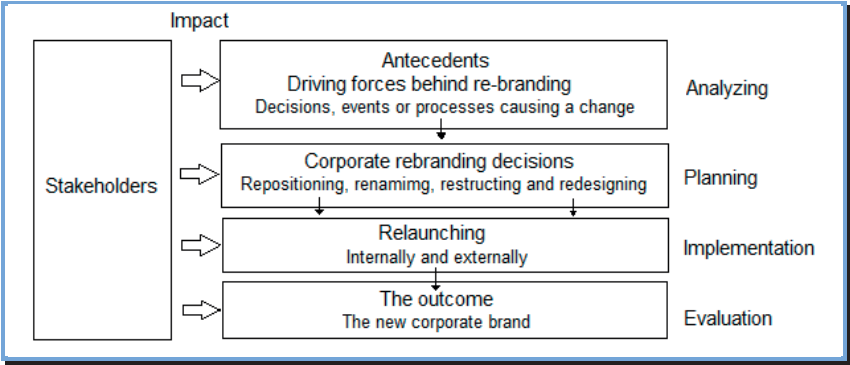 Impact
Stakeholders
Antecedents
Driving forces behind re-branding
Decisions, events or processes causing a change
Analyzing
Corporate rebranding decisions
Repositioning, renamimg, restructing and redesigning
Planning
Relaunching
Internally and externally
Implementation
The outcome
The new corporate brand
Evaluation